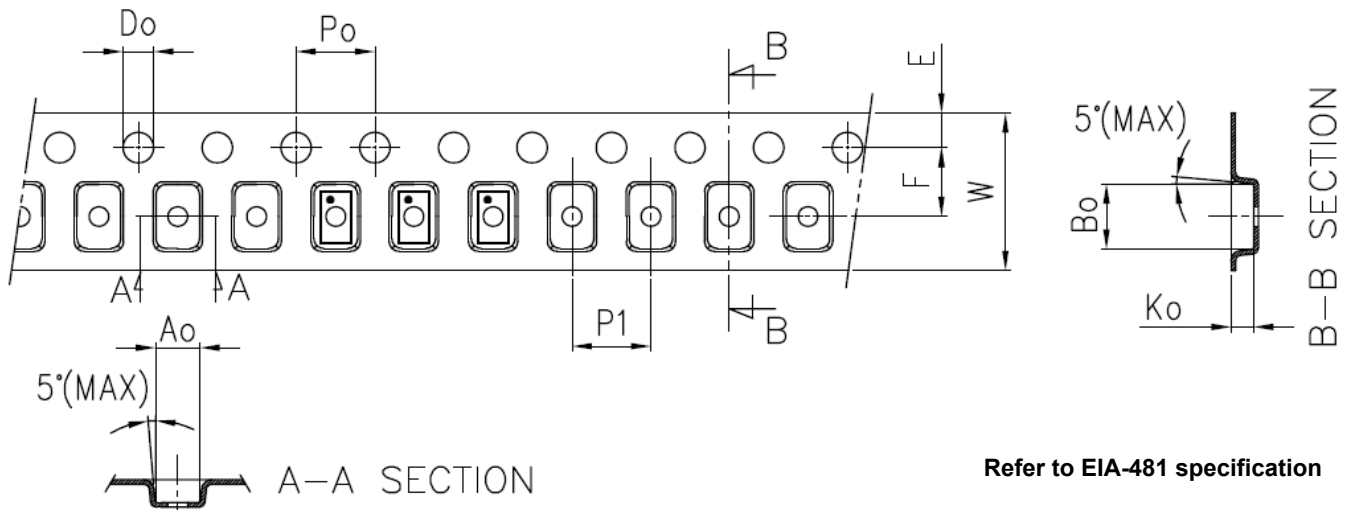 Do
Po
B
E
5°(MAX)
F
W
Bo
B-B SECTION
A
A
Ko
P1
B
Ao
5°(MAX)
A-A SECTION
Refer to EIA-481 specification